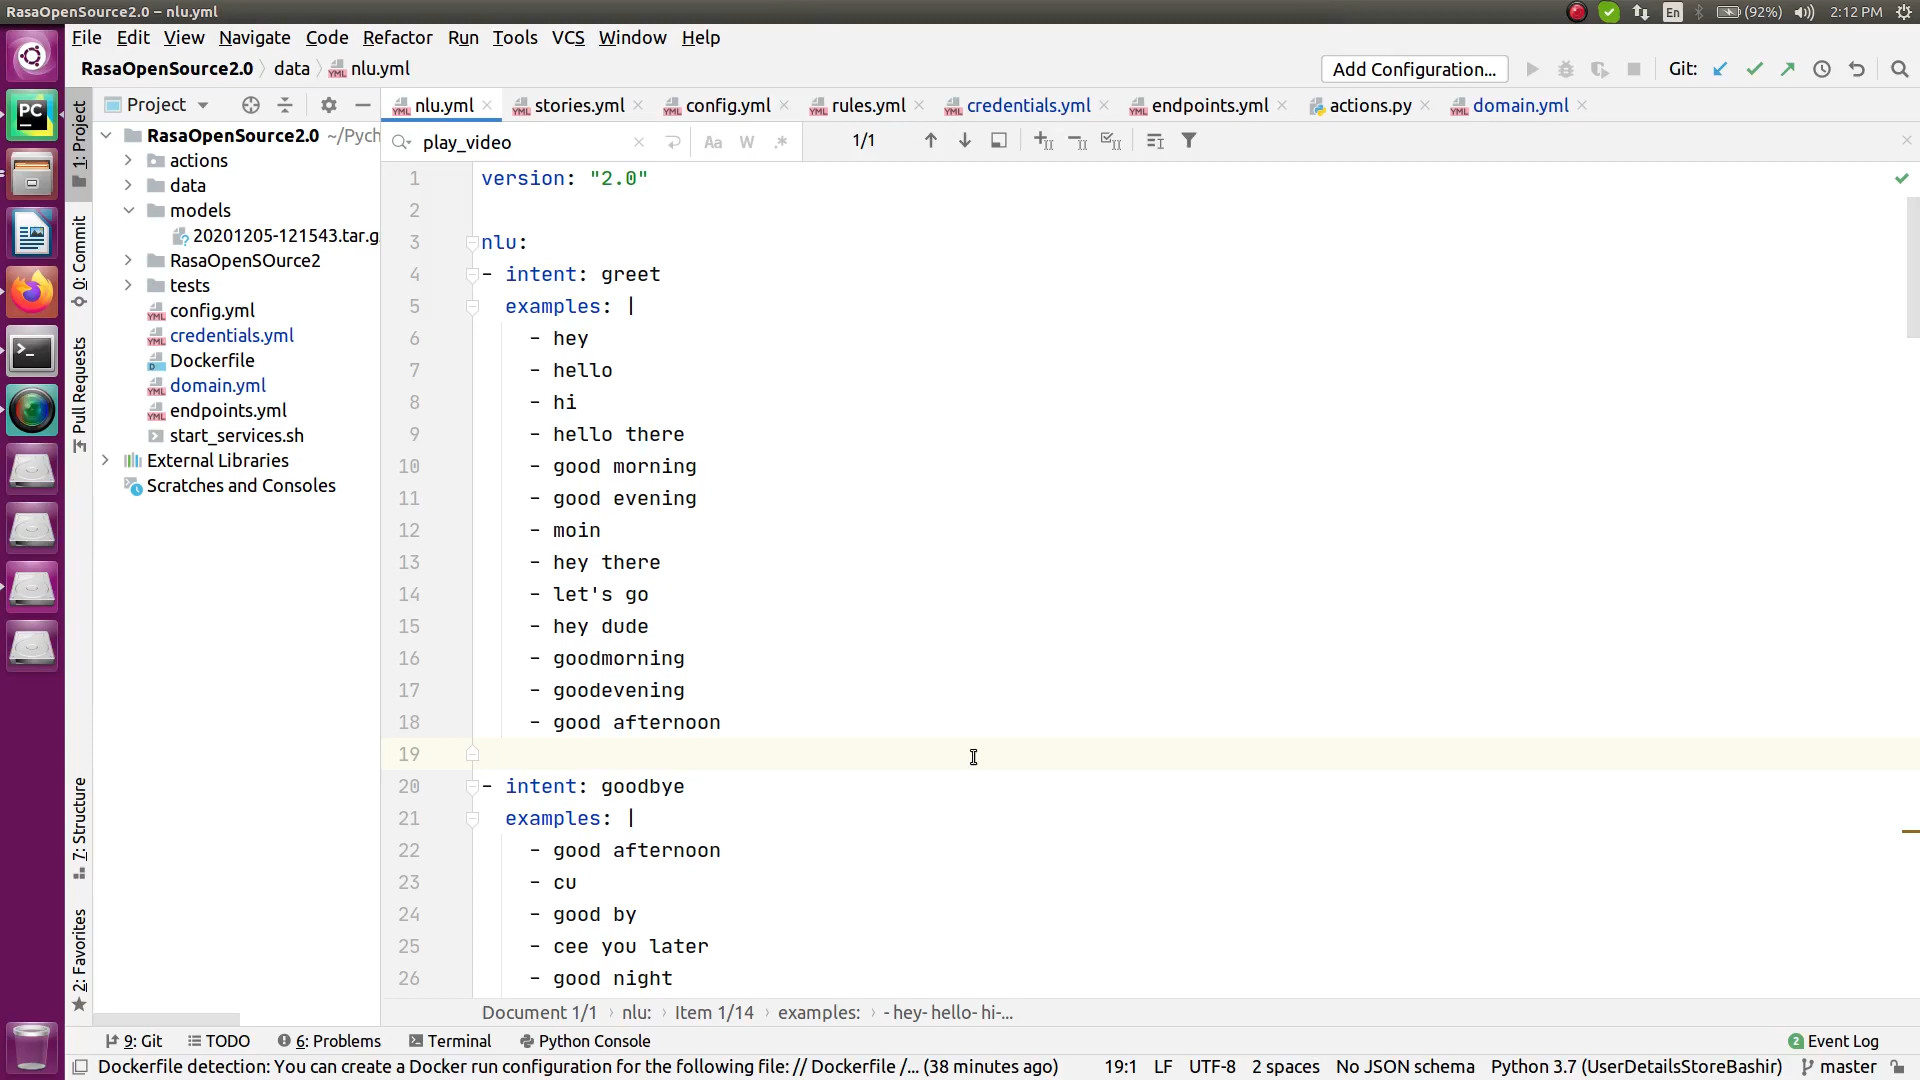 RasaOpenSource2.0 – nlu.yml
En (92%) 2:12 PM
File Edit View Navigate Code Refactor Run Tools VCS Window Help
RasaOpenSource2.0 data nlu.yml Add Configuration... Git:
Project nlu.yml stories.yml config.yml rules.yml credentials.yml endpoints.yml actions.py domain.yml
play_video Aa W .* 1/1
RasaOpenSource2.0 ~/Pych
actions
data
models
20201205-121543.tar.g
RasaOpenSOurce2
tests
config.yml
credentials.yml
Dockerfile
domain.yml
endpoints.yml
start_services.sh
External Libraries
Scratches and Consoles
1: Project
0: Commit
Pull Requests
7: Structure
2: Favorites
1 version: "2.0"
2
3 nlu:
4 - intent: greet
5 examples: |
6 - hey
7 - hello
8 - hi
9 - hello there
10 - good morning
11 - good evening
12 - moin
13 - hey there
14 - let's go
15 - hey dude
16 - goodmorning
17 - goodevening
18 - good afternoon
19
20 - intent: goodbye
21 examples: |
22 - good afternoon
23 - cu
24 - good by
25 - cee you later
26 - good night
Document 1/1 › nlu: › Item 1/14 › examples: › - hey- hello- hi-...
9: Git TODO 6: Problems Terminal Python Console 2 Event Log
Dockerfile detection: You can create a Docker run configuration for the following file: // Dockerfile /... (38 minutes ago) 19:1 LF UTF-8 2 spaces No JSON schema Python 3.7 (UserDetailsStoreBashir) master